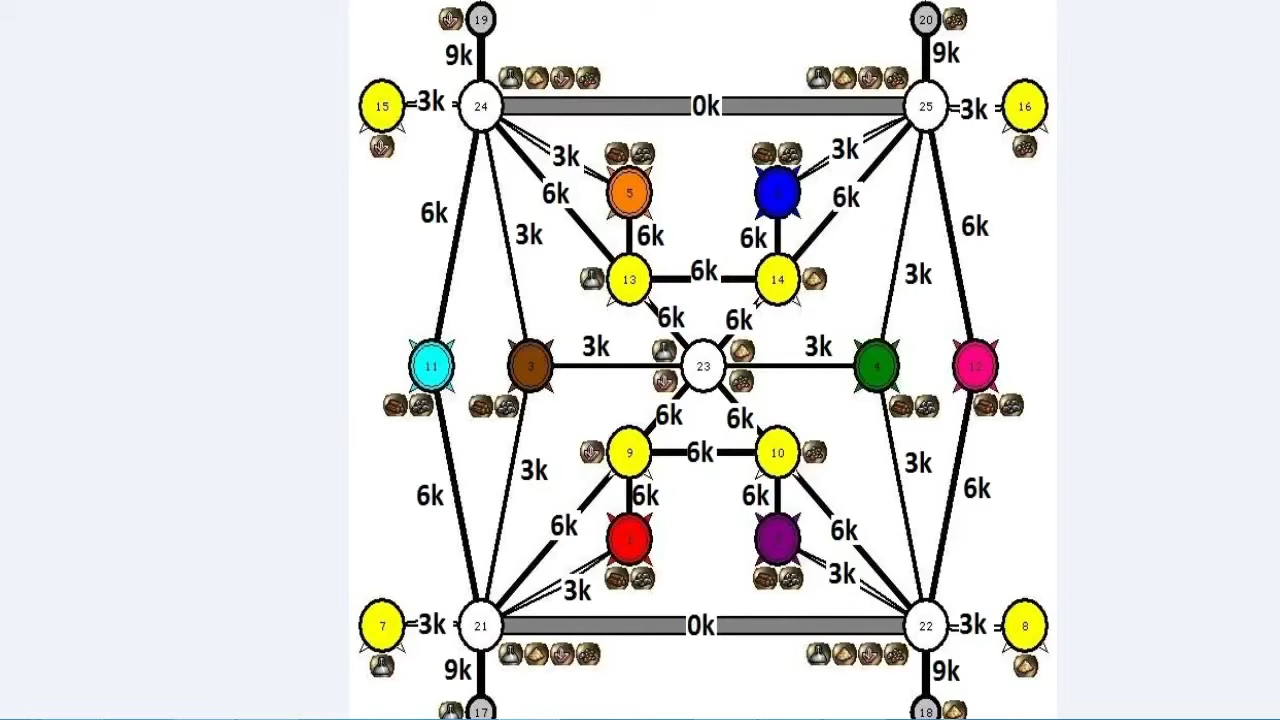 19 20
9k 9k
15 3k 24 0k 25 3k 16
3k 3k
5
6k 6k
6k 6k 6k 6k
3k 6k 6k 3k
13 6k 14
6k 6k
3k 3k
11 3 23 4 12
6k 6k
9 6k 10
3k 3k
6k 6k 6k 6k
6k 6k
1
3k 3k
7 3k 21 0k 22 3k 8
9k 9k
17 18